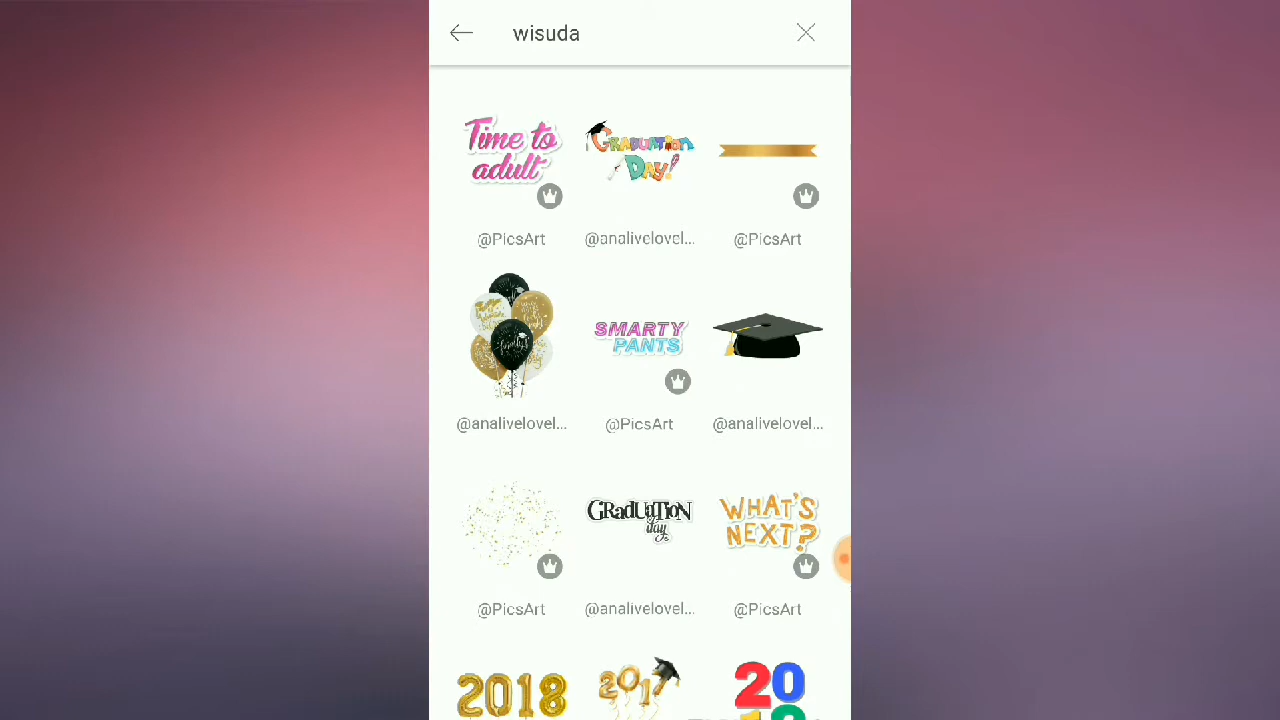 wisuda
Time to
adult
GRADUATION
DAY!
@PicsArt
@analivelovel...
@PicsArt
SMARTY
PANTS
@analivelovel...
@PicsArt
@analivelovel...
GRadUaTioN
day
WHAT'S
NEXT?
@PicsArt
@analivelovel...
@PicsArt
2018
201
20